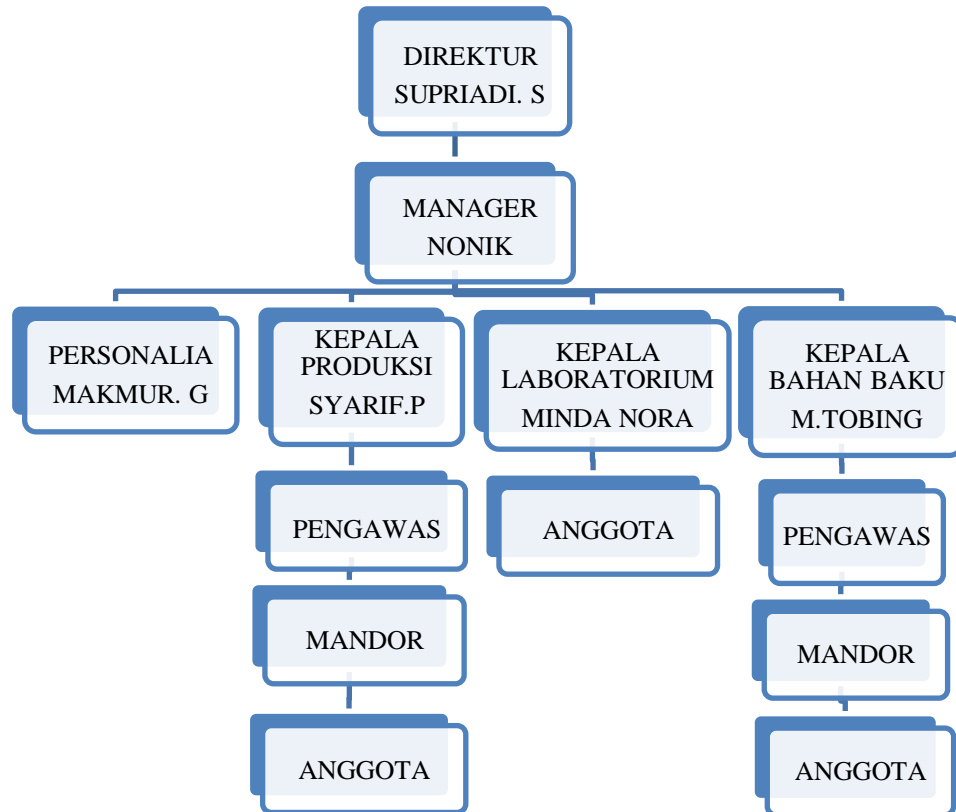 DIREKTUR
SUPRIADI. S
MANAGER
NONIK
PERSONALIA
MAKMUR. G
KEPALA
PRODUKSI
SYARIF.P
KEPALA
LABORATORIUM
MINDA NORA
KEPALA
BAHAN BAKU
M.TOBING
PENGAWAS
ANGGOTA
PENGAWAS
MANDOR
MANDOR
ANGGOTA
ANGGOTA